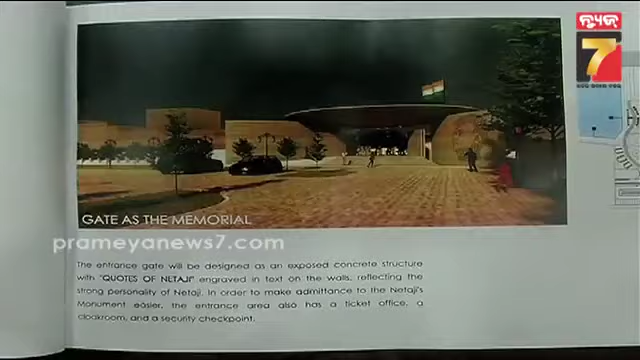 ନ୍ୟୁଜ୍
7
GATE AS THE MEMORIAL
prameyanews7.com
The entrance gate will be designed as an exposed concrete structure
with "QUOTES OF NETAJI" engraved in text on the walls, reflecting the
strong personality of Netaji. In order to make admittance to the Netaji's
Monument easier, the entrance area also has a ticket office, a
cloakroom, and a security checkpoint.